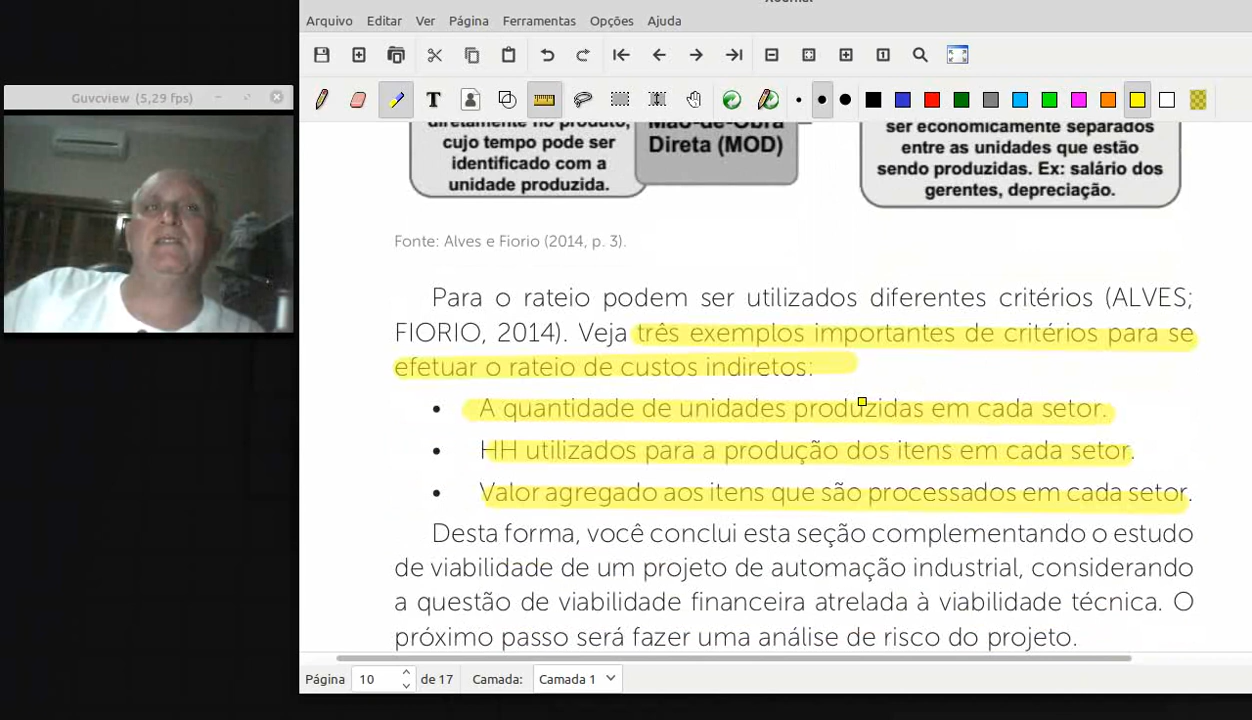 Arquivo Editar Ver Página Ferramentas Opções Ajuda
Guvcview (5,29 fps)
diretamente no produto,
cujo tempo pode ser
identificado com a
unidade produzida.
Mão-de-Obra
Direta (MOD)
ser economicamente separados
entre as unidades que estão
sendo produzidas. Ex: salário dos
gerentes, depreciação.
Fonte: Alves e Fiorio (2014, p. 3).
Para o rateio podem ser utilizados diferentes critérios (ALVES;
FIORIO, 2014). Veja três exemplos importantes de critérios para se
efetuar o rateio de custos indiretos:
• A quantidade de unidades produzidas em cada setor.
• HH utilizados para a produção dos itens em cada setor.
• Valor agregado aos itens que são processados em cada setor.
Desta forma, você conclui esta seção complementando o estudo
de viabilidade de um projeto de automação industrial, considerando
a questão de viabilidade financeira atrelada à viabilidade técnica. O
próximo passo será fazer uma análise de risco do projeto.
Página 10 de 17 Camada: Camada 1